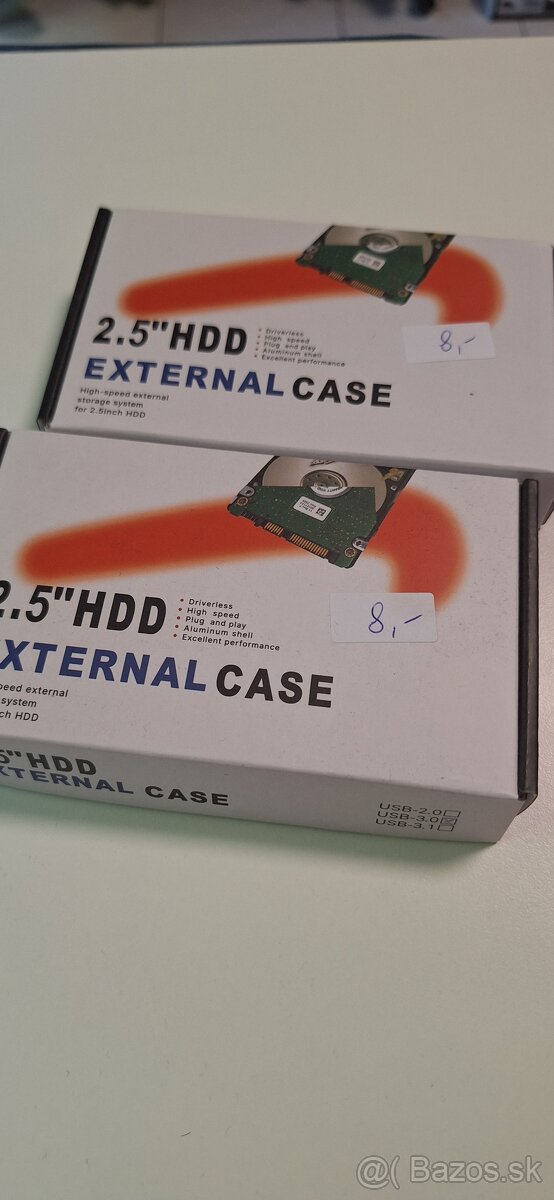 2.5"HDD
Driverless
High speed
Plug and play
Aluminum shell
Excellent performance
EXTERNAL CASE
High-speed external
storage system
for 2.5inch HDD
8,-
2.5"HDD
Driverless
High speed
Plug and play
Aluminum shell
Excellent performance
XTERNAL CASE
peed external
system
ch HDD
8,-
5"HDD
XTERNAL CASE
USB-2.0
USB-3.0
USB-3.1
@( Bazos.sk